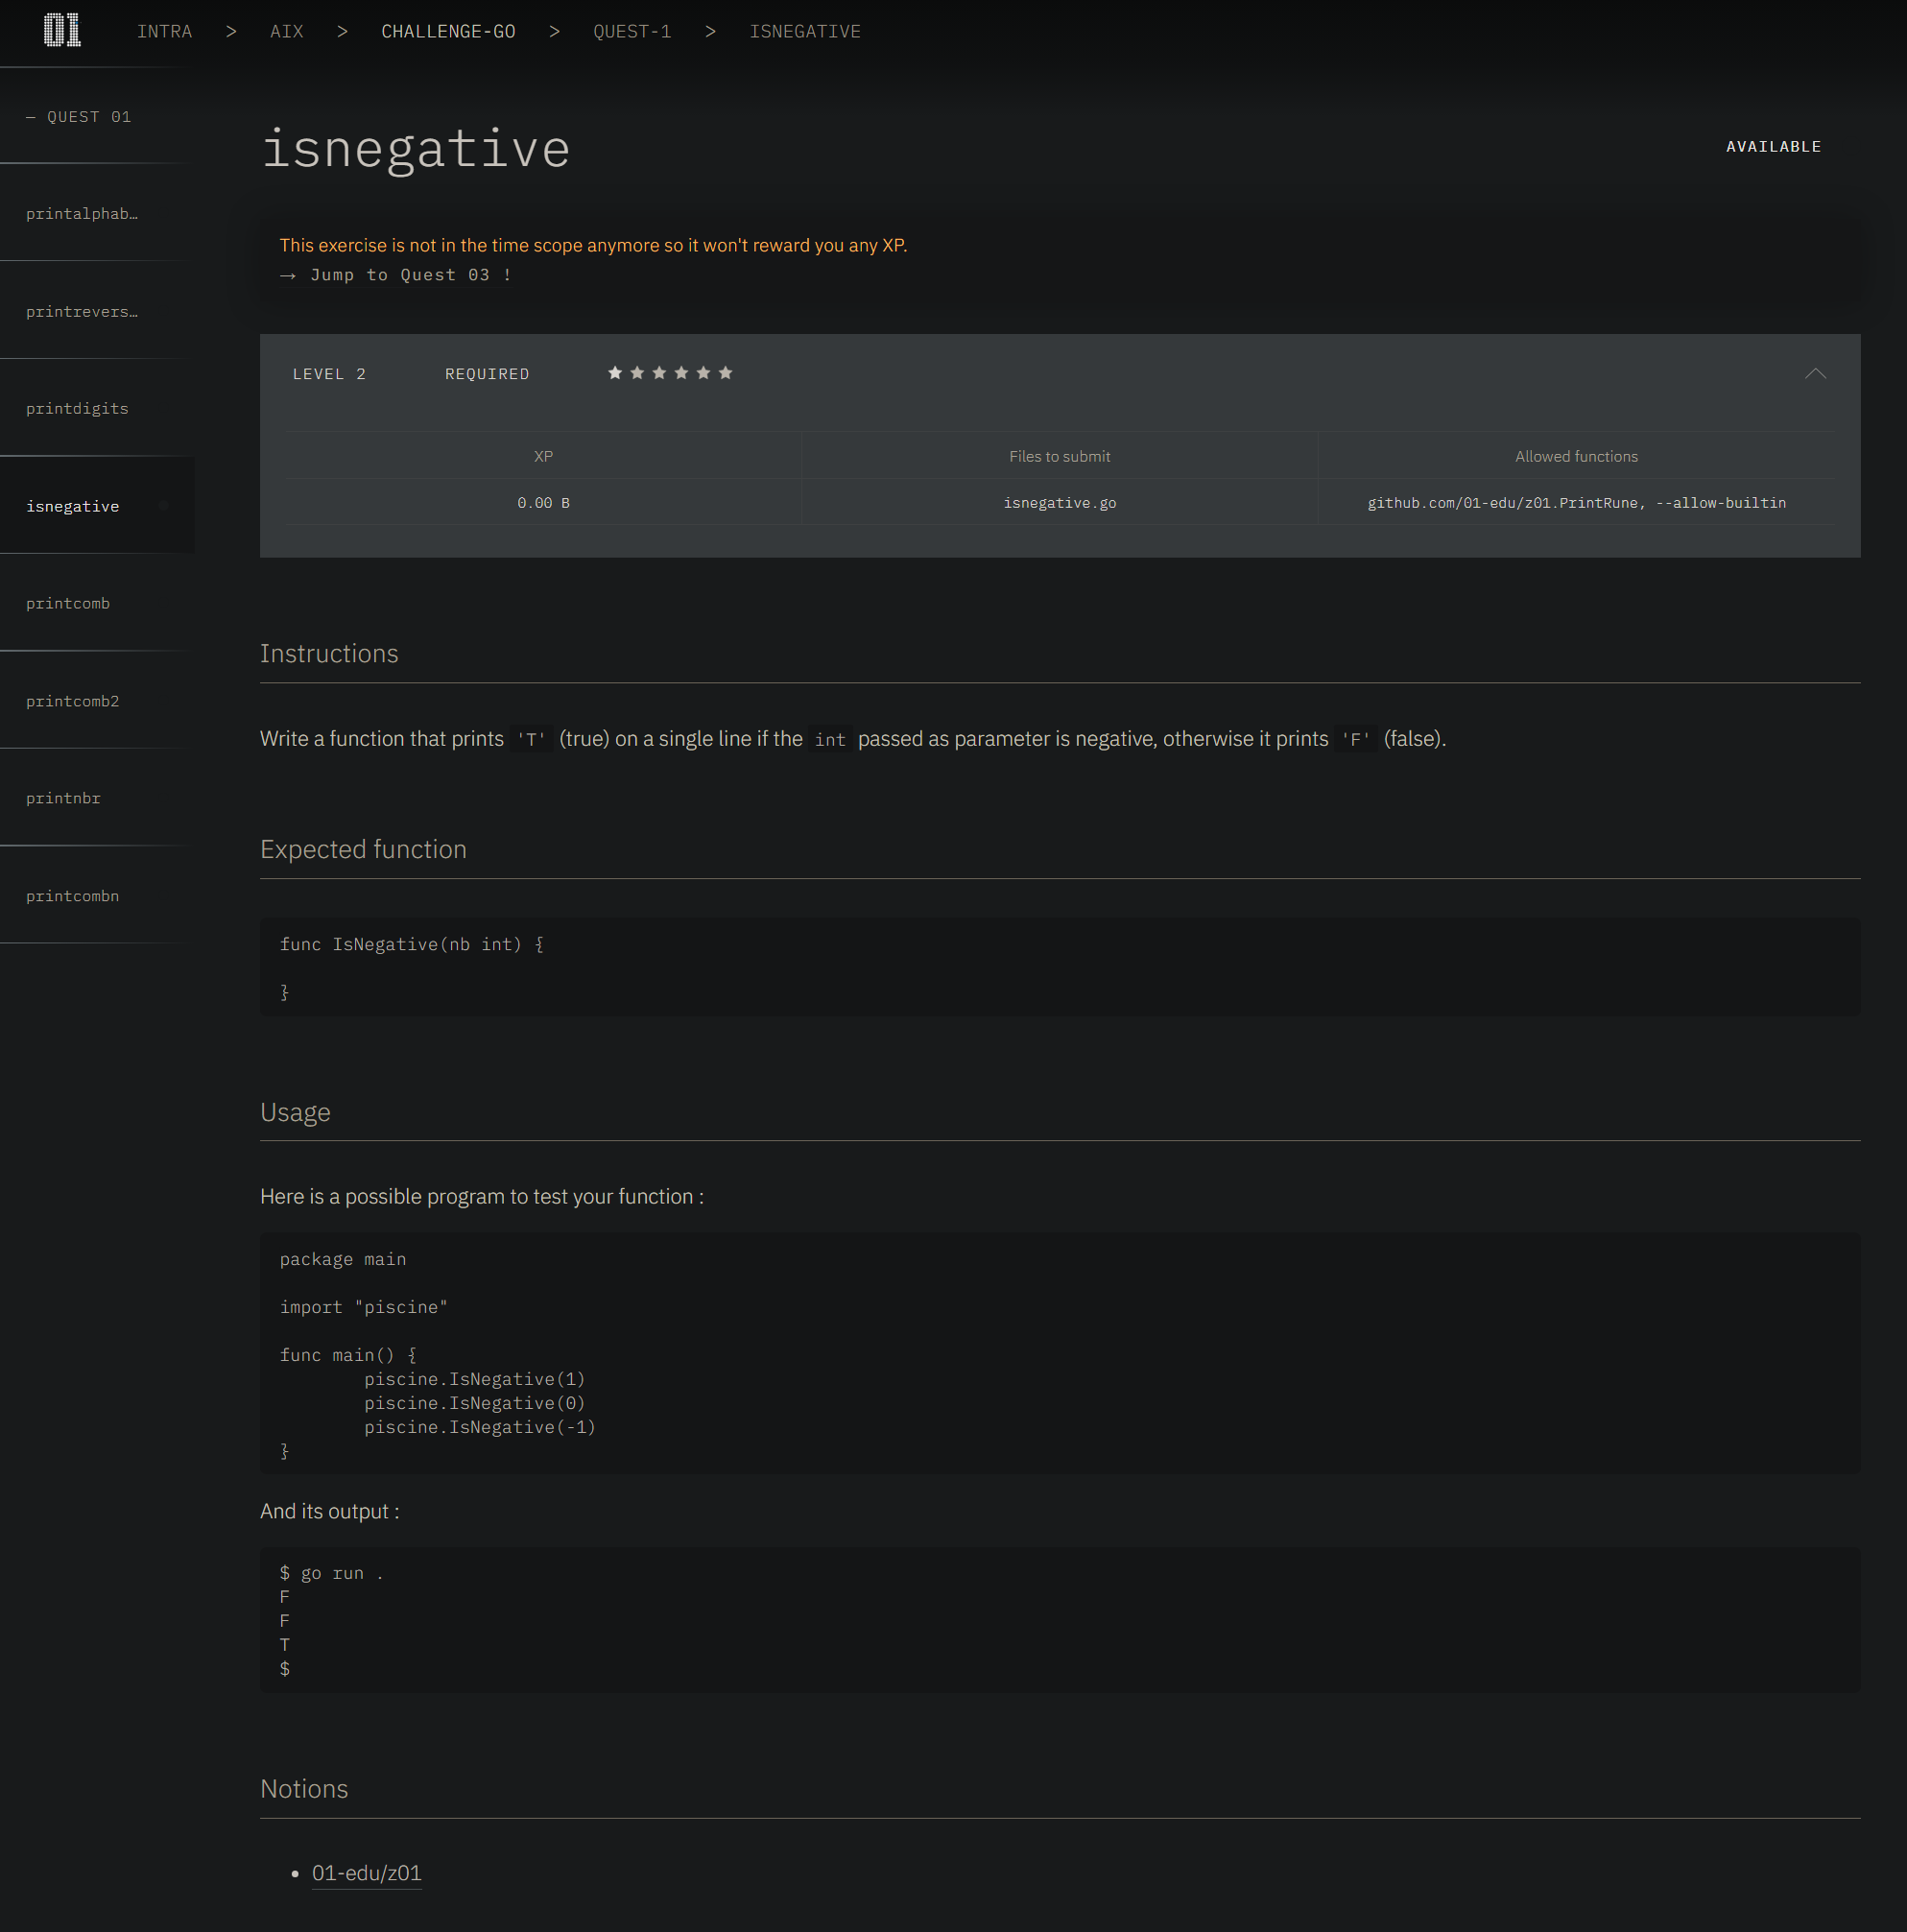 01 INTRA > AIX > CHALLENGE-GO > QUEST-1 > ISNEGATIVE
— QUEST 01
printalphab…
printrevers…
printdigits
isnegative
printcomb
printcomb2
printnbr
printcombn
isnegative
AVAILABLE
This exercise is not in the time scope anymore so it won't reward you any XP.
→ Jump to Quest 03 !
LEVEL 2 REQUIRED
XP Files to submit Allowed functions
0.00 B isnegative.go github.com/01-edu/z01.PrintRune, --allow-builtin
Instructions
Write a function that prints 'T' (true) on a single line if the int passed as parameter is negative, otherwise it prints 'F' (false).
Expected function
func IsNegative(nb int) {
}
Usage
Here is a possible program to test your function :
package main
import "piscine"
func main() {
piscine.IsNegative(1)
piscine.IsNegative(0)
piscine.IsNegative(-1)
}
And its output :
$ go run .
F
F
T
$
Notions
• 01-edu/z01